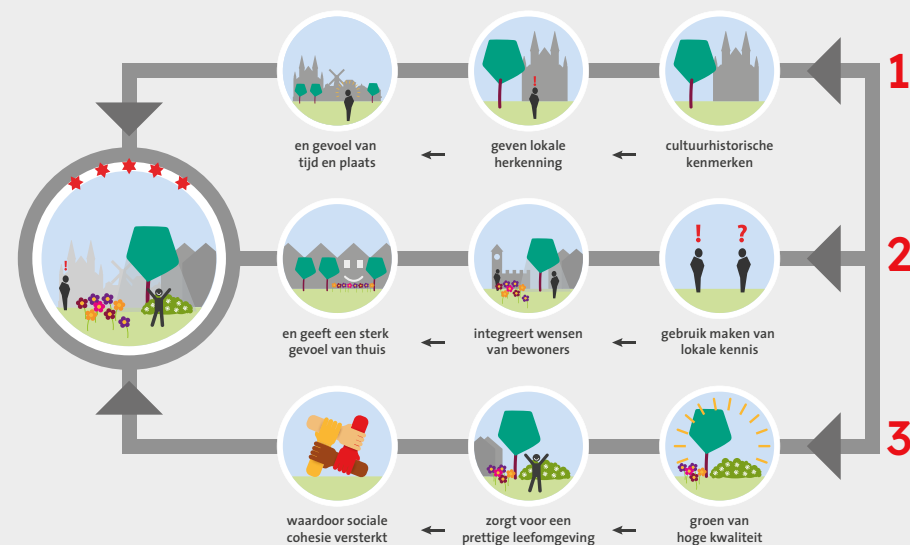 1
en gevoel van
tijd en plaats
geven lokale
herkenning
cultuurhistorische
kenmerken
! 
2
! ?
!
en geeft een sterk
gevoel van thuis
integreert wensen
van bewoners
gebruik maken van
lokale kennis
3
waardoor sociale
cohesie versterkt
zorgt voor een
prettige leefomgeving
groen van
hoge kwaliteit